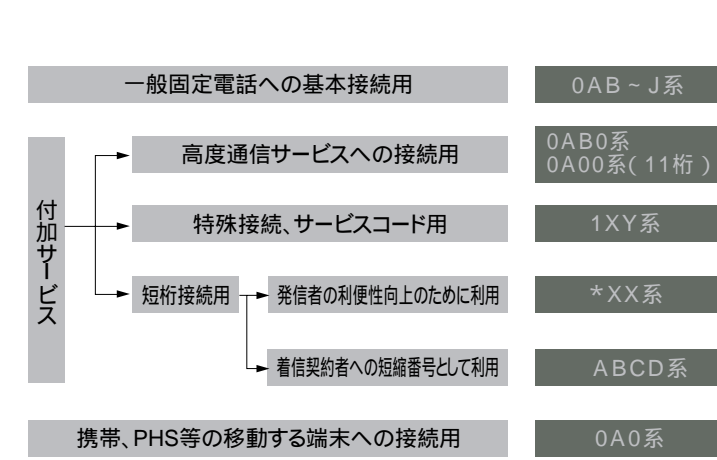 一般固定電話への基本接続用
0AB～J系
付加サービス
高度通信サービスへの接続用
0AB0系
0A00系(11桁)
特殊接続、サービスコード用
1XY系
短桁接続用
発信者の利便性向上のために利用
*XX系
着信契約者への短縮番号として利用
ABCD系
携帯、PHS等の移動する端末への接続用
0A0系